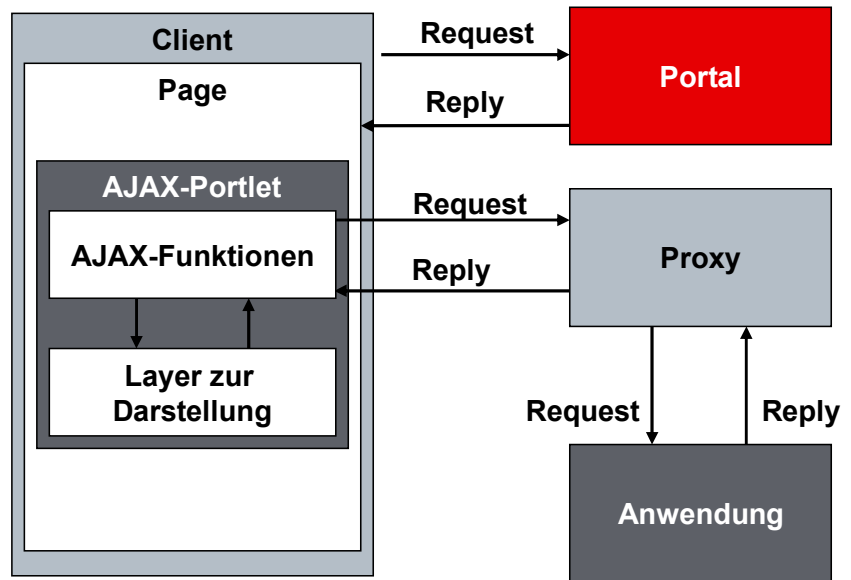 Client
Request
Portal
Page
Reply
AJAX-Portlet
Request
AJAX-Funktionen
Proxy
Reply
Layer zur
Darstellung
Request
Reply
Anwendung